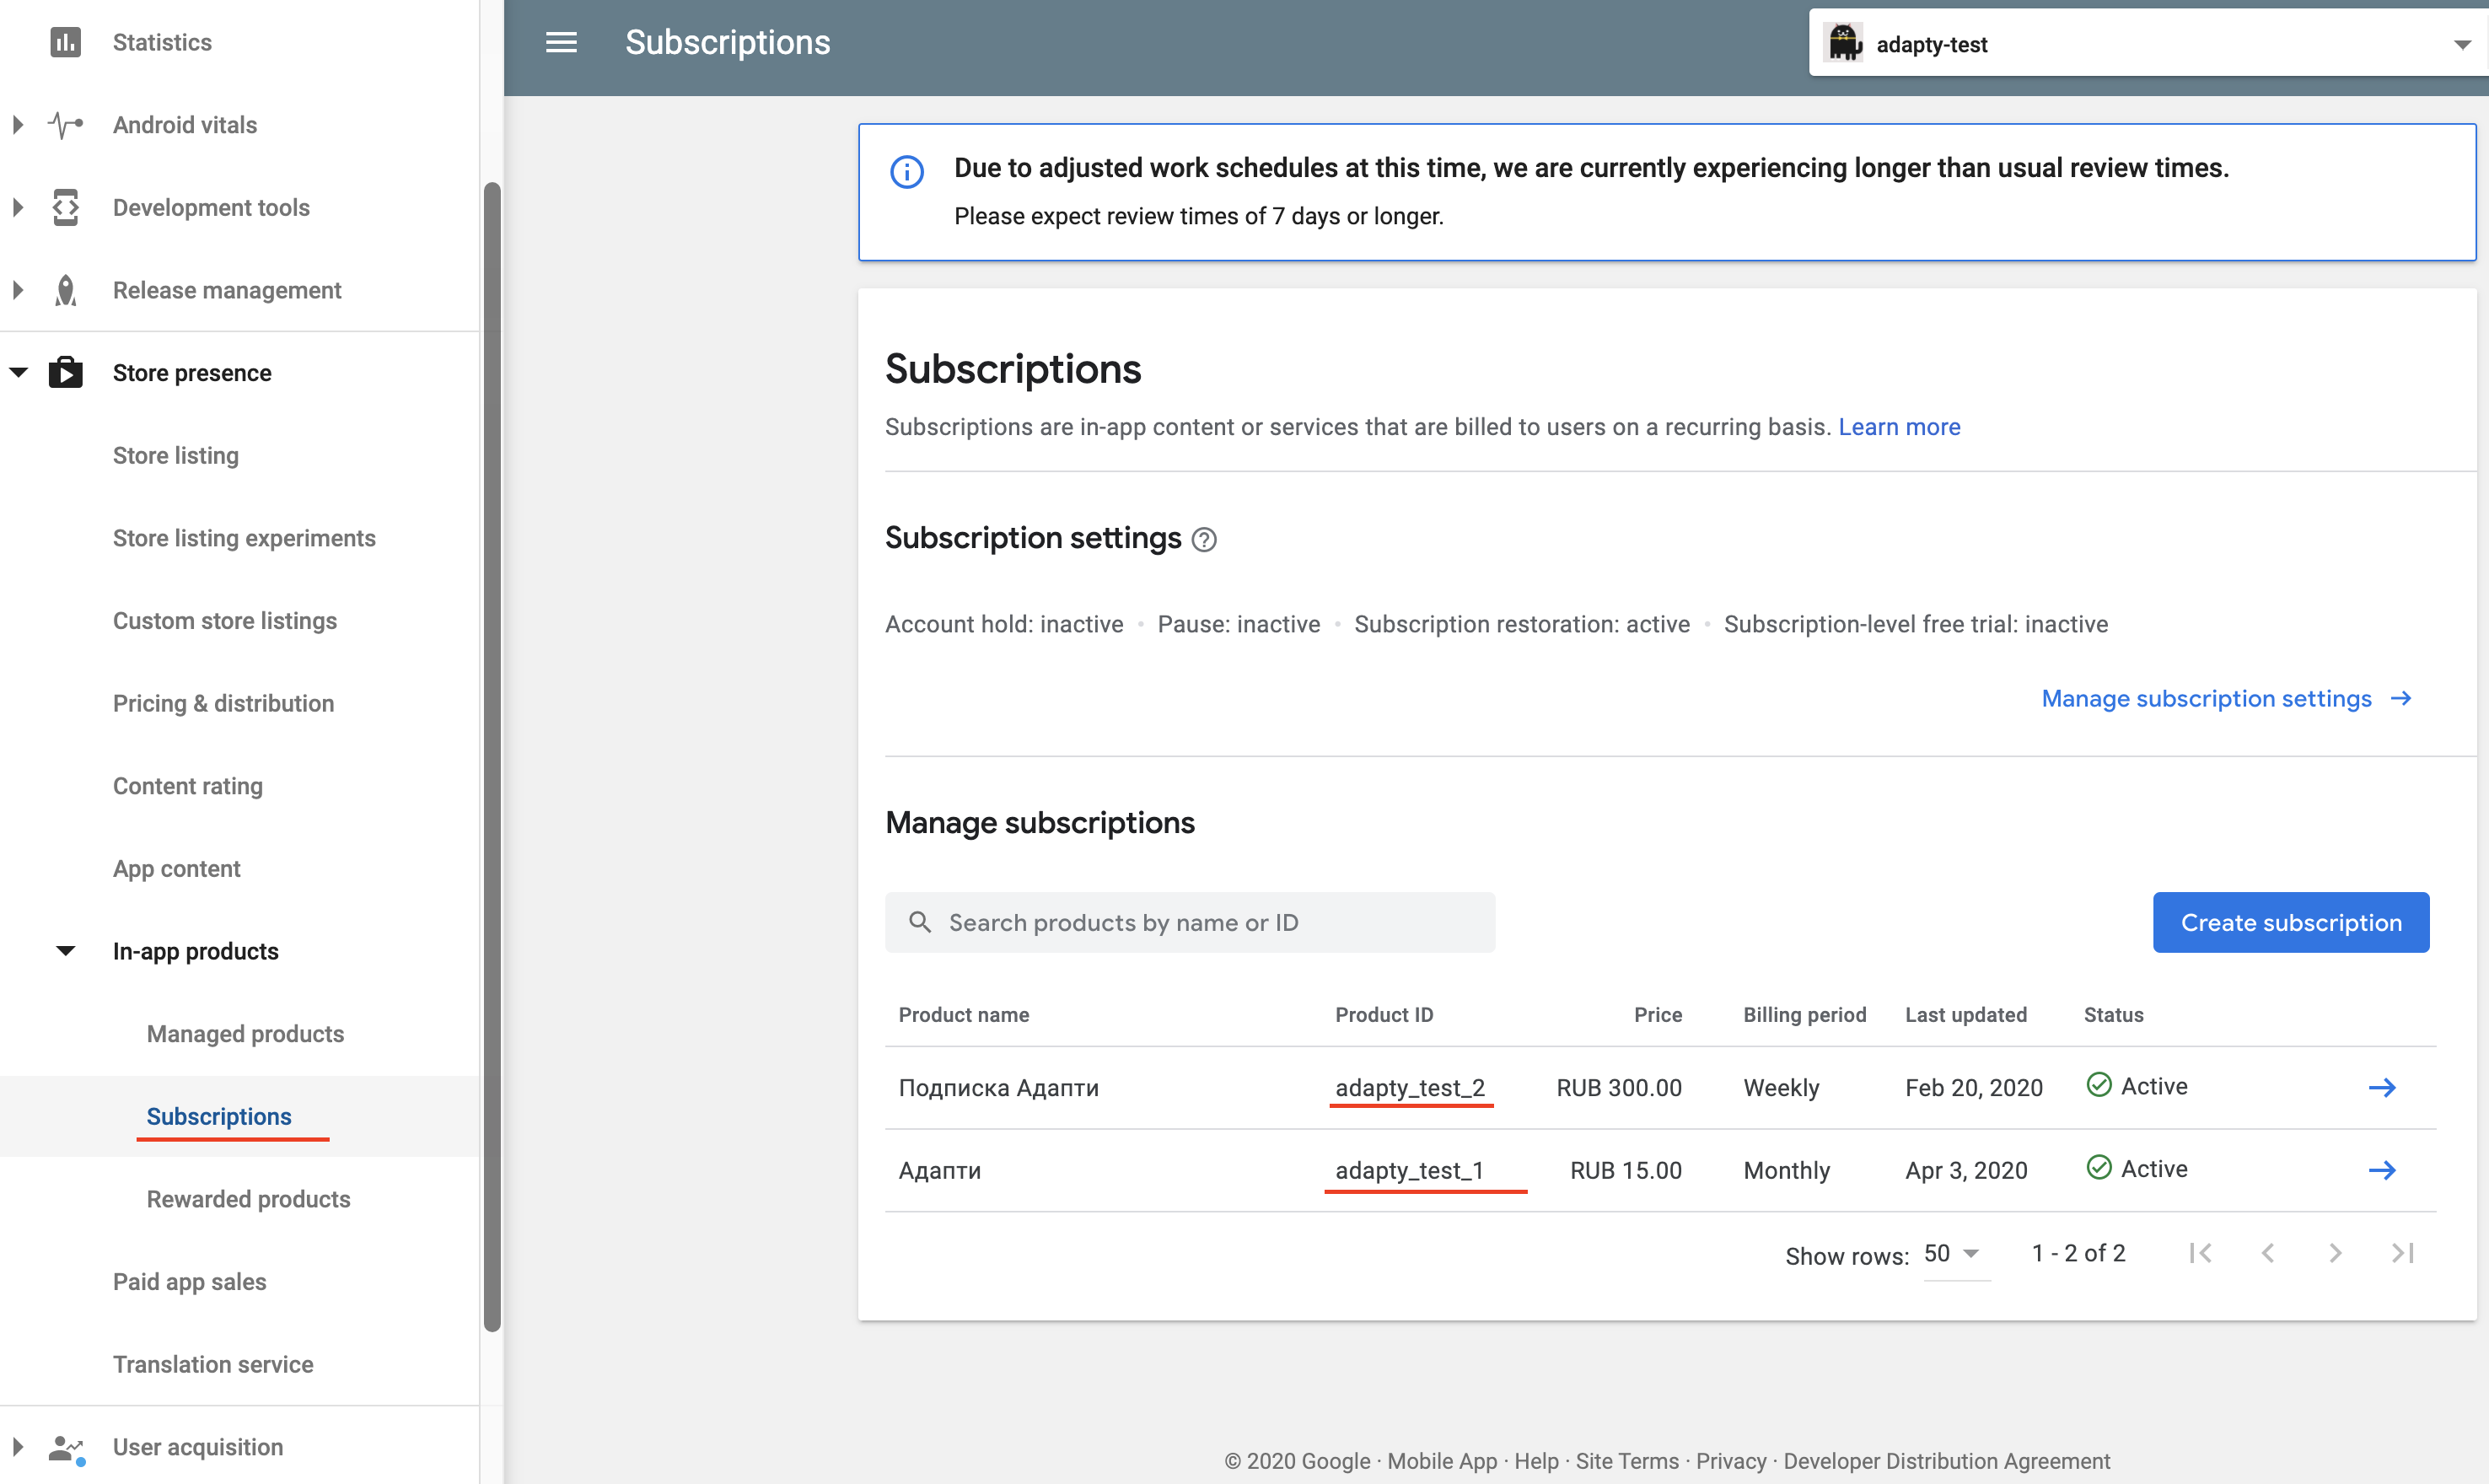 Statistics
Android vitals
Development tools
Release management
Store presence
Store listing
Store listing experiments
Custom store listings
Pricing & distribution
Content rating
App content
In-app products
Managed products
Subscriptions
Rewarded products
Paid app sales
Translation service
User acquisition
Subscriptions
adapty-test
Due to adjusted work schedules at this time, we are currently experiencing longer than usual review times.
Please expect review times of 7 days or longer.
Subscriptions
Subscriptions are in-app content or services that are billed to users on a recurring basis. Learn more
Subscription settings
Account hold: inactive • Pause: inactive • Subscription restoration: active • Subscription-level free trial: inactive
Manage subscription settings
Manage subscriptions
Search products by name or ID
Create subscription
Product name Product ID Price Billing period Last updated Status
Подписка Адапти adapty_test_2 RUB 300.00 Weekly Feb 20, 2020 Active
Адапти adapty_test_1 RUB 15.00 Monthly Apr 3, 2020 Active
Show rows: 50 1 - 2 of 2
© 2020 Google · Mobile App · Help · Site Terms · Privacy · Developer Distribution Agreement